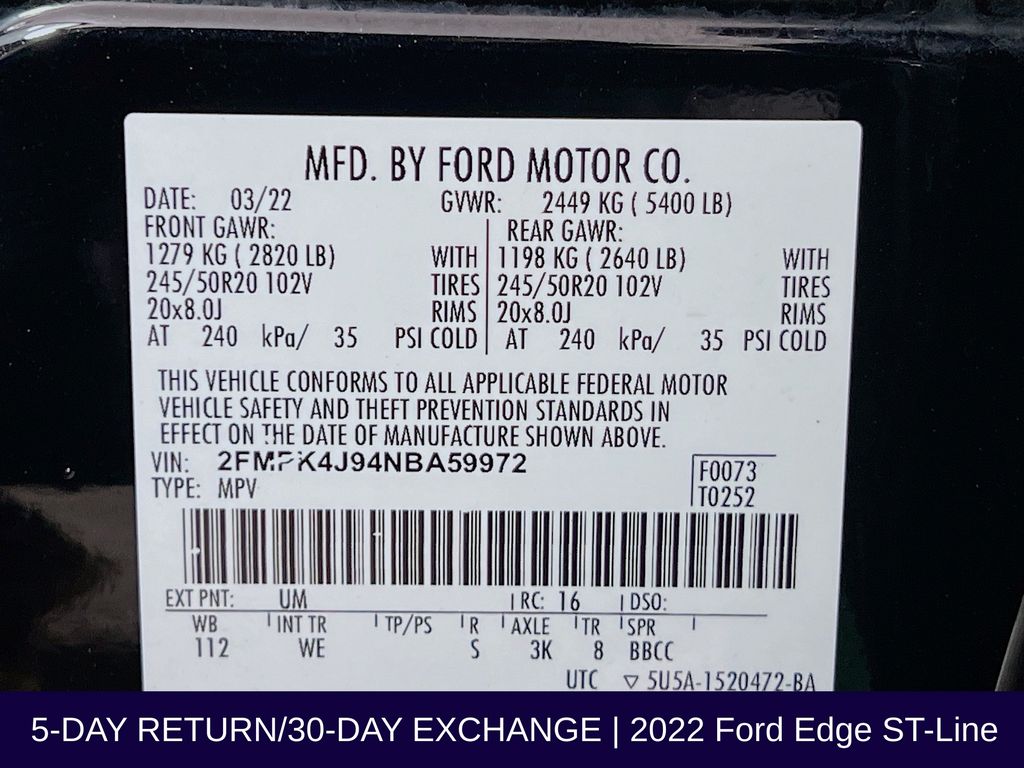 MFD. BY FORD MOTOR CO.
DATE: 03/22 GVWR: 2449 KG ( 5400 LB)
FRONT GAWR: REAR GAWR:
1279 KG ( 2820 LB) WITH 1198 KG ( 2640 LB) WITH
245/50R20 102V TIRES 245/50R20 102V TIRES
20x8.0J RIMS 20x8.0J RIMS
AT 240 kPa/ 35 PSI COLD AT 240 kPa/ 35 PSI COLD
THIS VEHICLE CONFORMS TO ALL APPLICABLE FEDERAL MOTOR
VEHICLE SAFETY AND THEFT PREVENTION STANDARDS IN
EFFECT ON THE DATE OF MANUFACTURE SHOWN ABOVE.
VIN: 2FMPK4J94NBA59972 F0073
TYPE: MPV T0252
EXT PNT: UM RC: 16 DSO:
WB INT TR TP/PS R AXLE TR SPR
112 WE S 3K 8 BBCC
UTC ▽ 5U5A-1520472-BA
5-DAY RETURN/30-DAY EXCHANGE | 2022 Ford Edge ST-Line